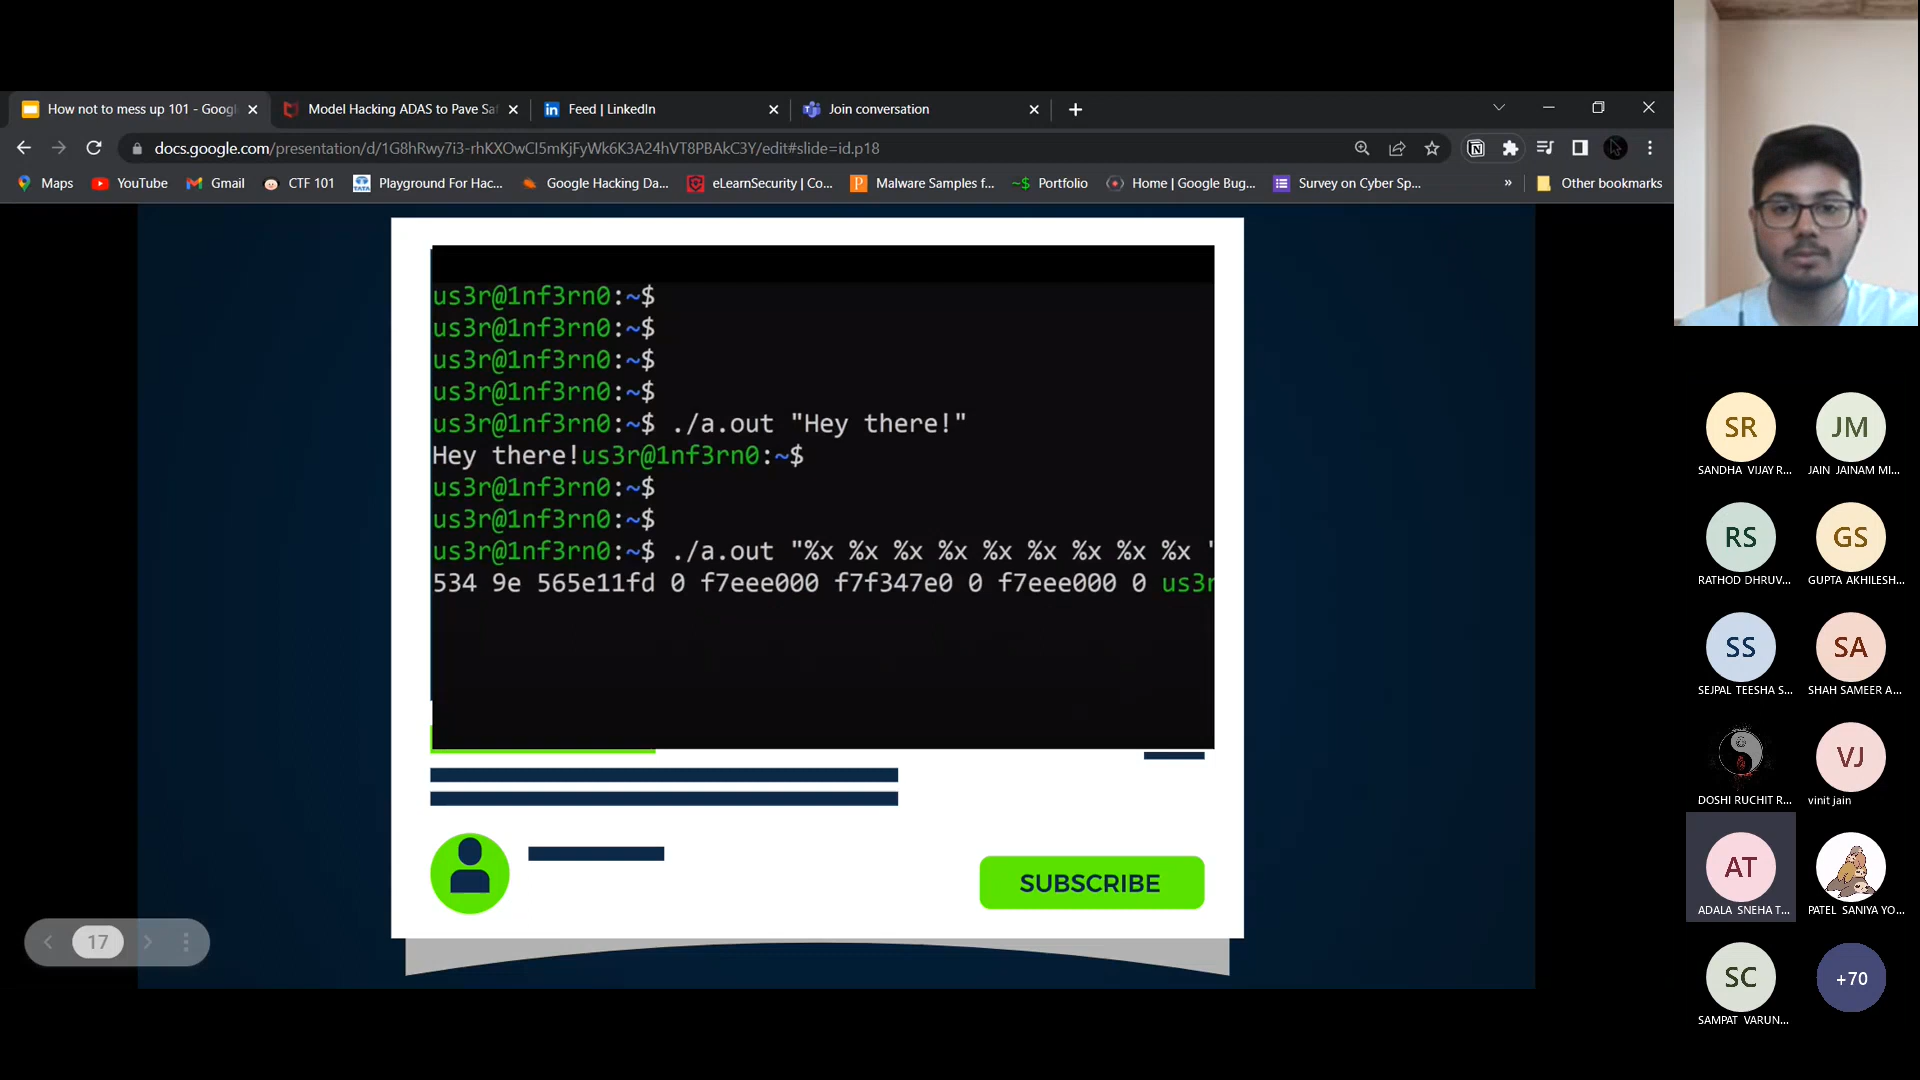 How not to mess up 101 - Goog
Model Hacking ADAS to Pave Sa
Feed | LinkedIn
Join conversation
docs.google.com/presentation/d/1G8hRwy7i3-rhKXOwCI5mKjFyWk6K3A24hVT8PBAkC3Y/edit#slide=id.p18
Maps
YouTube
Gmail
CTF 101
Playground For Hac...
Google Hacking Da...
eLearnSecurity | Co...
Malware Samples f...
~$ Portfolio
Home | Google Bug...
Survey on Cyber Sp...
»
Other bookmarks
us3r@1nf3rn0:~$
us3r@1nf3rn0:~$
us3r@1nf3rn0:~$
us3r@1nf3rn0:~$
us3r@1nf3rn0:~$ ./a.out "Hey there!"
Hey there!us3r@1nf3rn0:~$
us3r@1nf3rn0:~$
us3r@1nf3rn0:~$
us3r@1nf3rn0:~$ ./a.out "%x %x %x %x %x %x %x %x %x "
534 9e 565e11fd 0 f7eee000 f7f347e0 0 f7eee000 0 us3r
SUBSCRIBE
17
SR
SANDHA VIJAY R...
JM
JAIN JAINAM MI...
RS
RATHOD DHRUV...
GS
GUPTA AKHILESH...
SS
SEJPAL TEESHA S...
SA
SHAH SAMEER A...
DOSHI RUCHIT R...
VJ
vinit jain
AT
ADALA SNEHA T...
PATEL SANIYA YO...
SC
SAMPAT VARUN...
+70